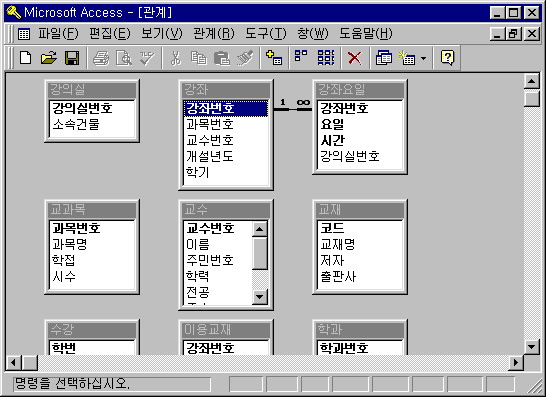 Microsoft Access - [관계]
파일(F) 편집(E) 보기(V) 관계(R) 도구(T) 창(W) 도움말(H)
강의실
강의실번호
소속건물
강좌
강좌번호
과목번호
교수번호
개설년도
학기
1 ∞
강좌요일
강좌번호
요일
시간
강의실번호
교과목
과목번호
과목명
학점
시수
교수
교수번호
이름
주민번호
학력
전공
교재
코드
교재명
저자
출판사
수강
학번
이용교재
강좌번호
학과
학과번호
명령을 선택하십시오.